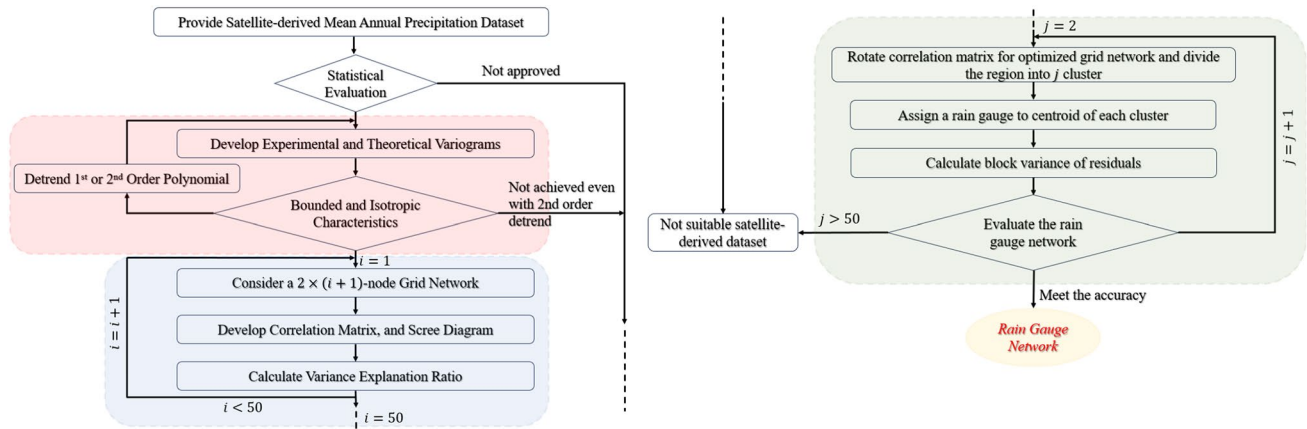 Provide Satellite-derived Mean Annual Precipitation Dataset
Statistical
Evaluation
Not approved
Develop Experimental and Theoretical Variograms
Detrend 1st or 2nd Order Polynomial
Bounded and Isotropic
Characteristics
Not achieved even
with 2nd order
detrend
i = 1
Consider a 2 × (i + 1)-node Grid Network
Develop Correlation Matrix, and Scree Diagram
Calculate Variance Explanation Ratio
i = i + 1
i < 50
i = 50
j = 2
Rotate correlation matrix for optimized grid network and divide
the region into j cluster
Assign a rain gauge to centroid of each cluster
Calculate block variance of residuals
j = j + 1
Evaluate the rain
gauge network
j > 50
Not suitable satellite-
derived dataset
Meet the accuracy
Rain Gauge
Network